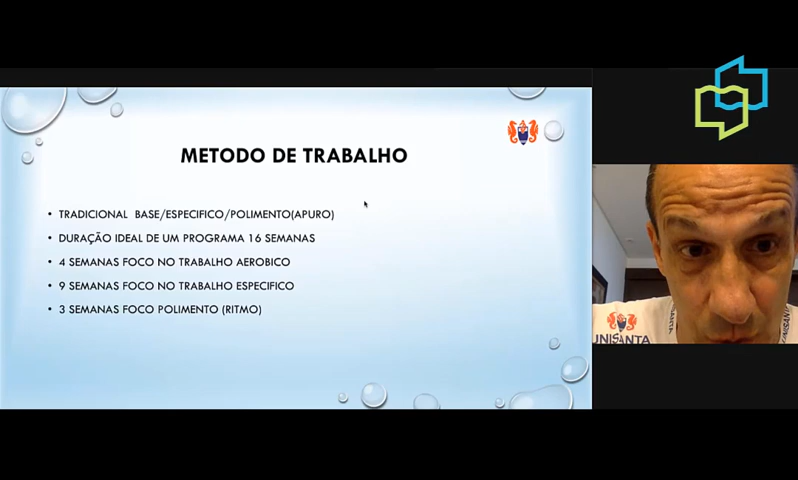 METODO DE TRABALHO
• TRADICIONAL BASE/ESPECIFICO/POLIMENTO(APURO)
• DURAÇÃO IDEAL DE UM PROGRAMA 16 SEMANAS
• 4 SEMANAS FOCO NO TRABALHO AEROBICO
• 9 SEMANAS FOCO NO TRABALHO ESPECIFICO
• 3 SEMANAS FOCO POLIMENTO (RITMO)
UNISANTA